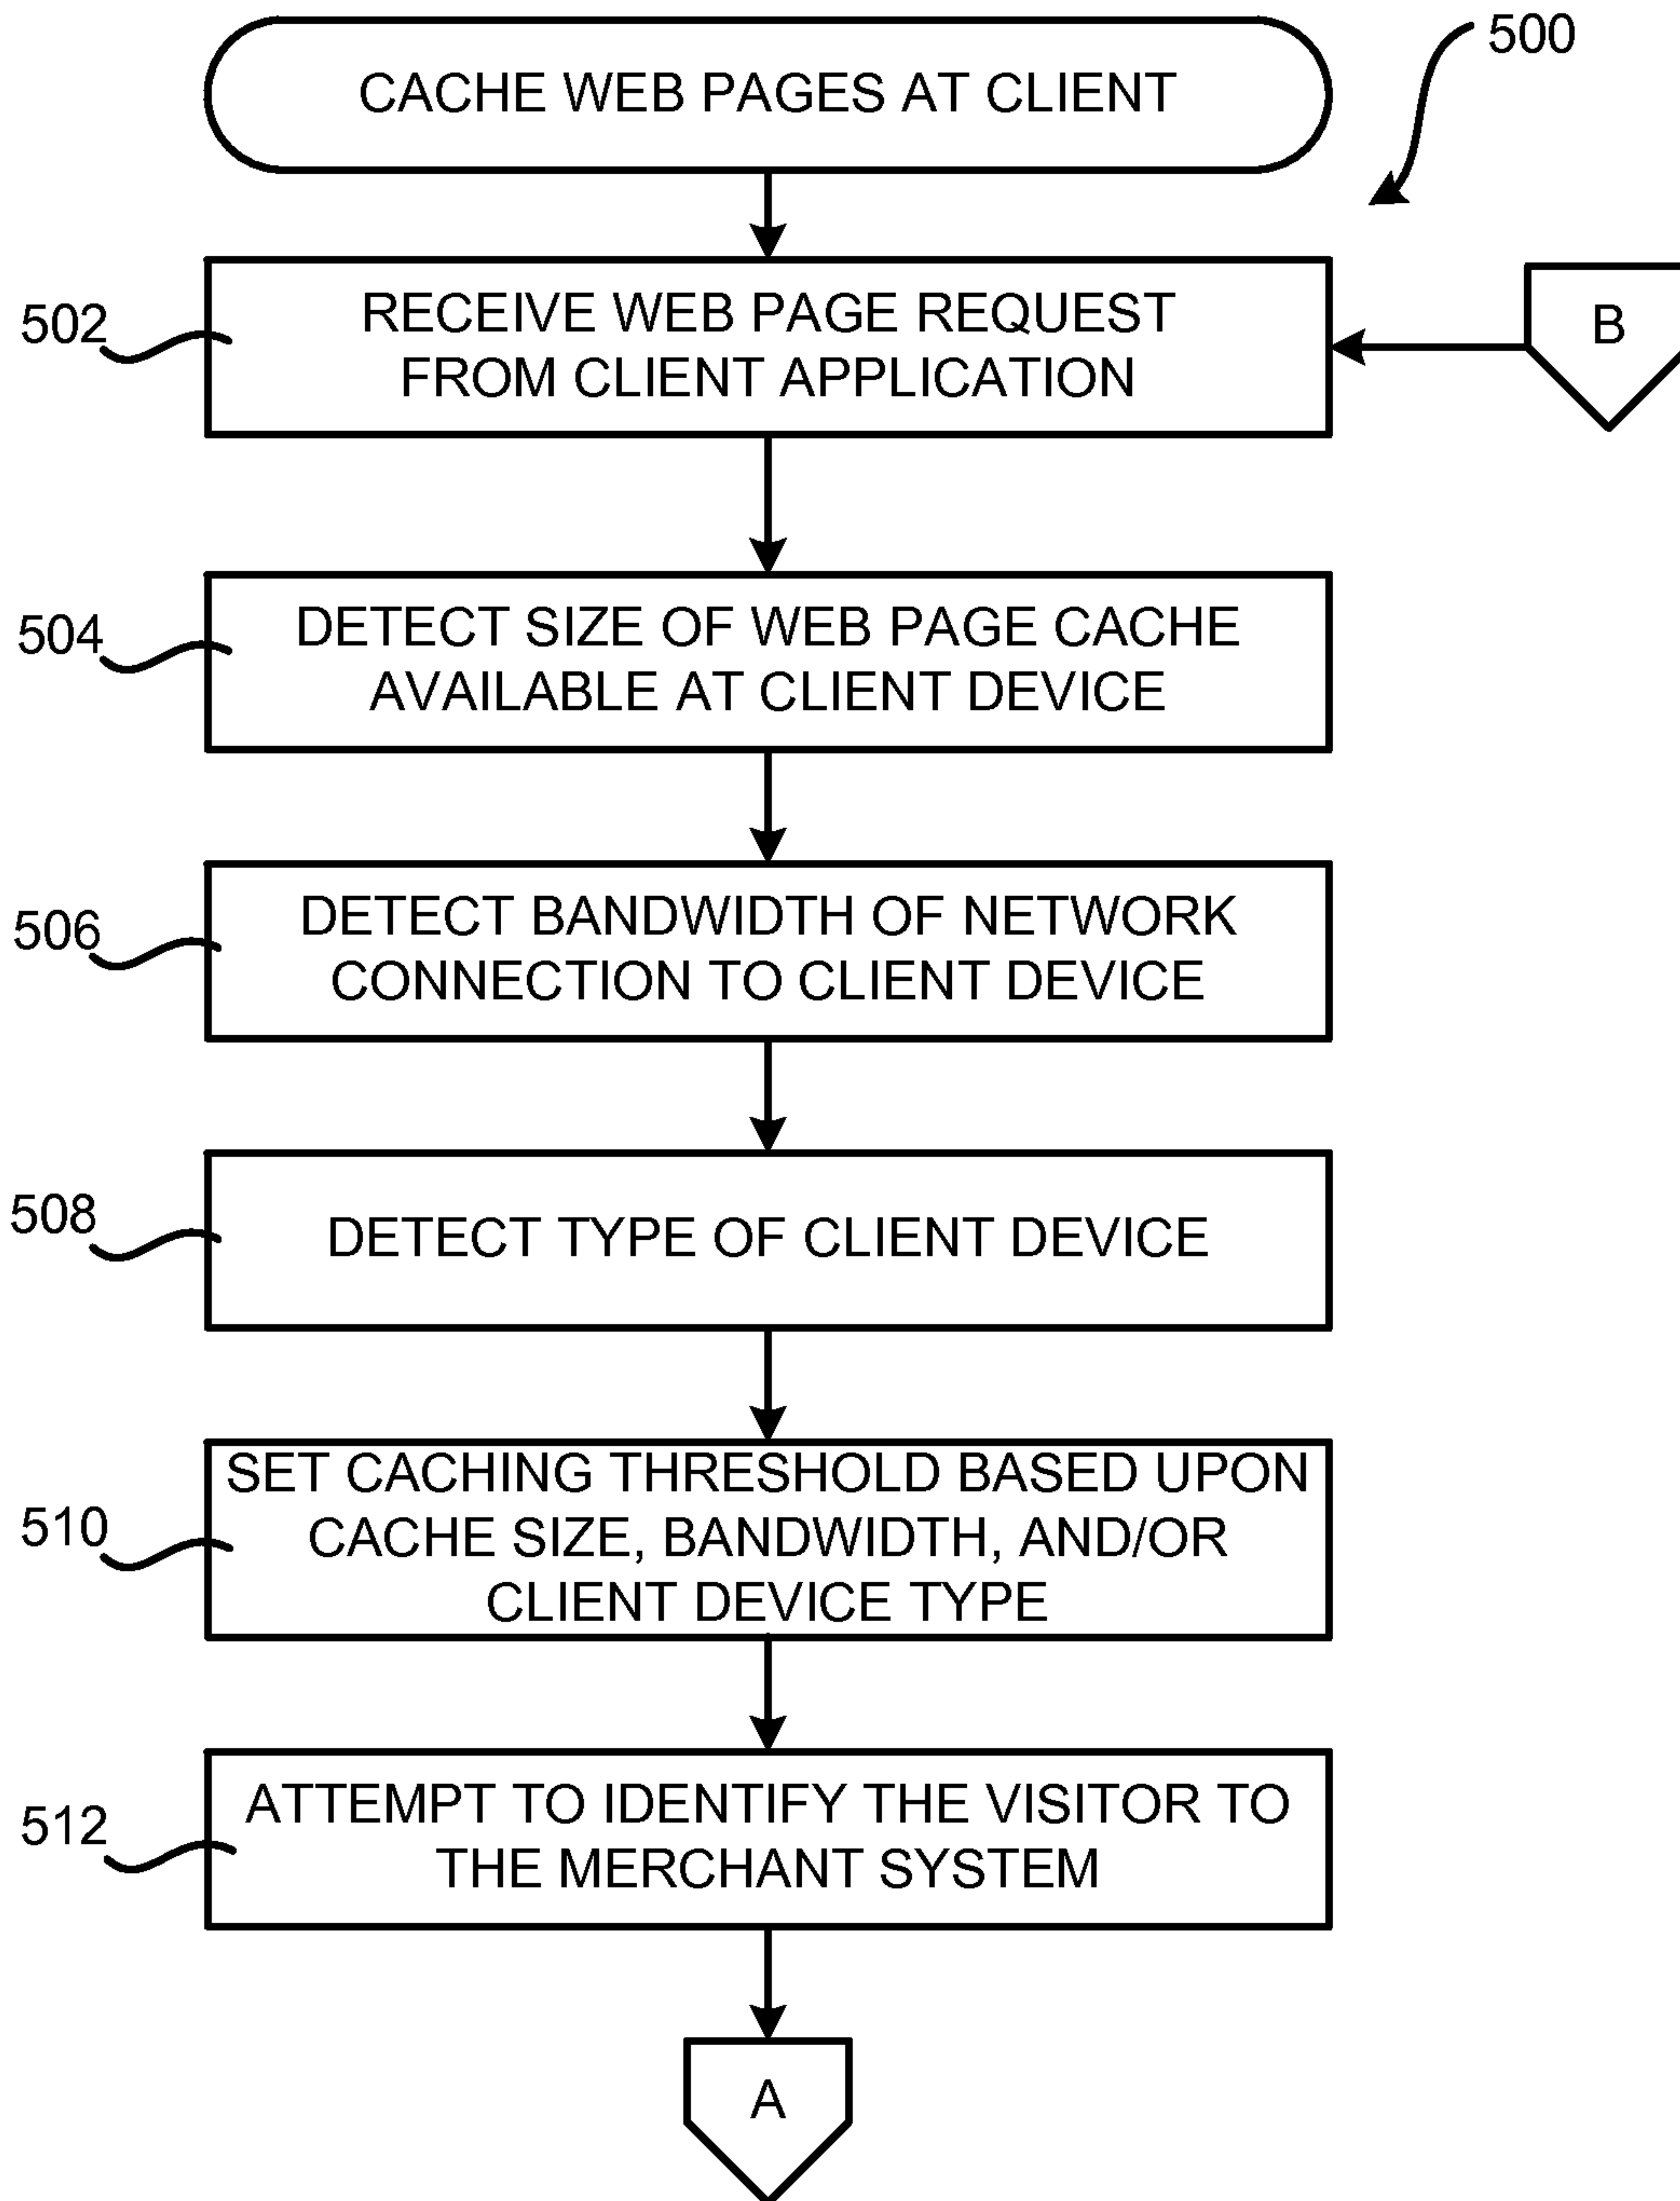 CACHE WEB PAGES AT CLIENT
500
502
RECEIVE WEB PAGE REQUEST
FROM CLIENT APPLICATION
B
504
DETECT SIZE OF WEB PAGE CACHE
AVAILABLE AT CLIENT DEVICE
506
DETECT BANDWIDTH OF NETWORK
CONNECTION TO CLIENT DEVICE
508
DETECT TYPE OF CLIENT DEVICE
510
SET CACHING THRESHOLD BASED UPON
CACHE SIZE, BANDWIDTH, AND/OR
CLIENT DEVICE TYPE
512
ATTEMPT TO IDENTIFY THE VISITOR TO
THE MERCHANT SYSTEM
A